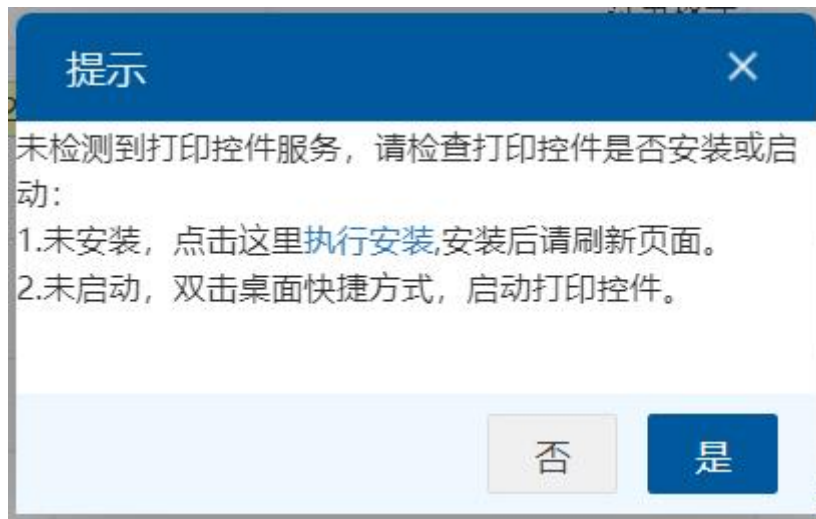 提示
未检测到打印控件服务，请检查打印控件是否安装或启
动：
1.未安装，点击这里执行安装,安装后请刷新页面。
2.未启动，双击桌面快捷方式，启动打印控件。
否
是